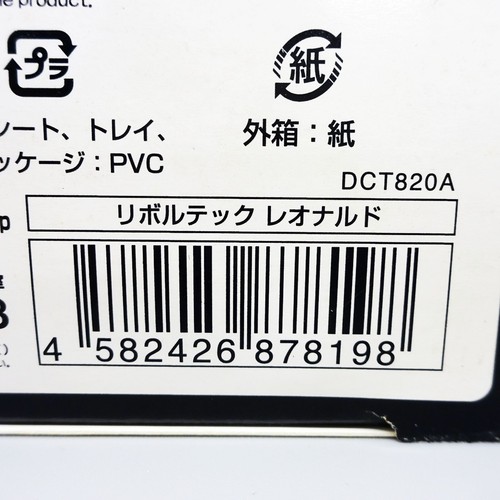 product.
プラ
紙
ート、トレイ、
外箱：紙
ッケージ：PVC
DCT820A
リボルテック レオナルド
4 582426 878198